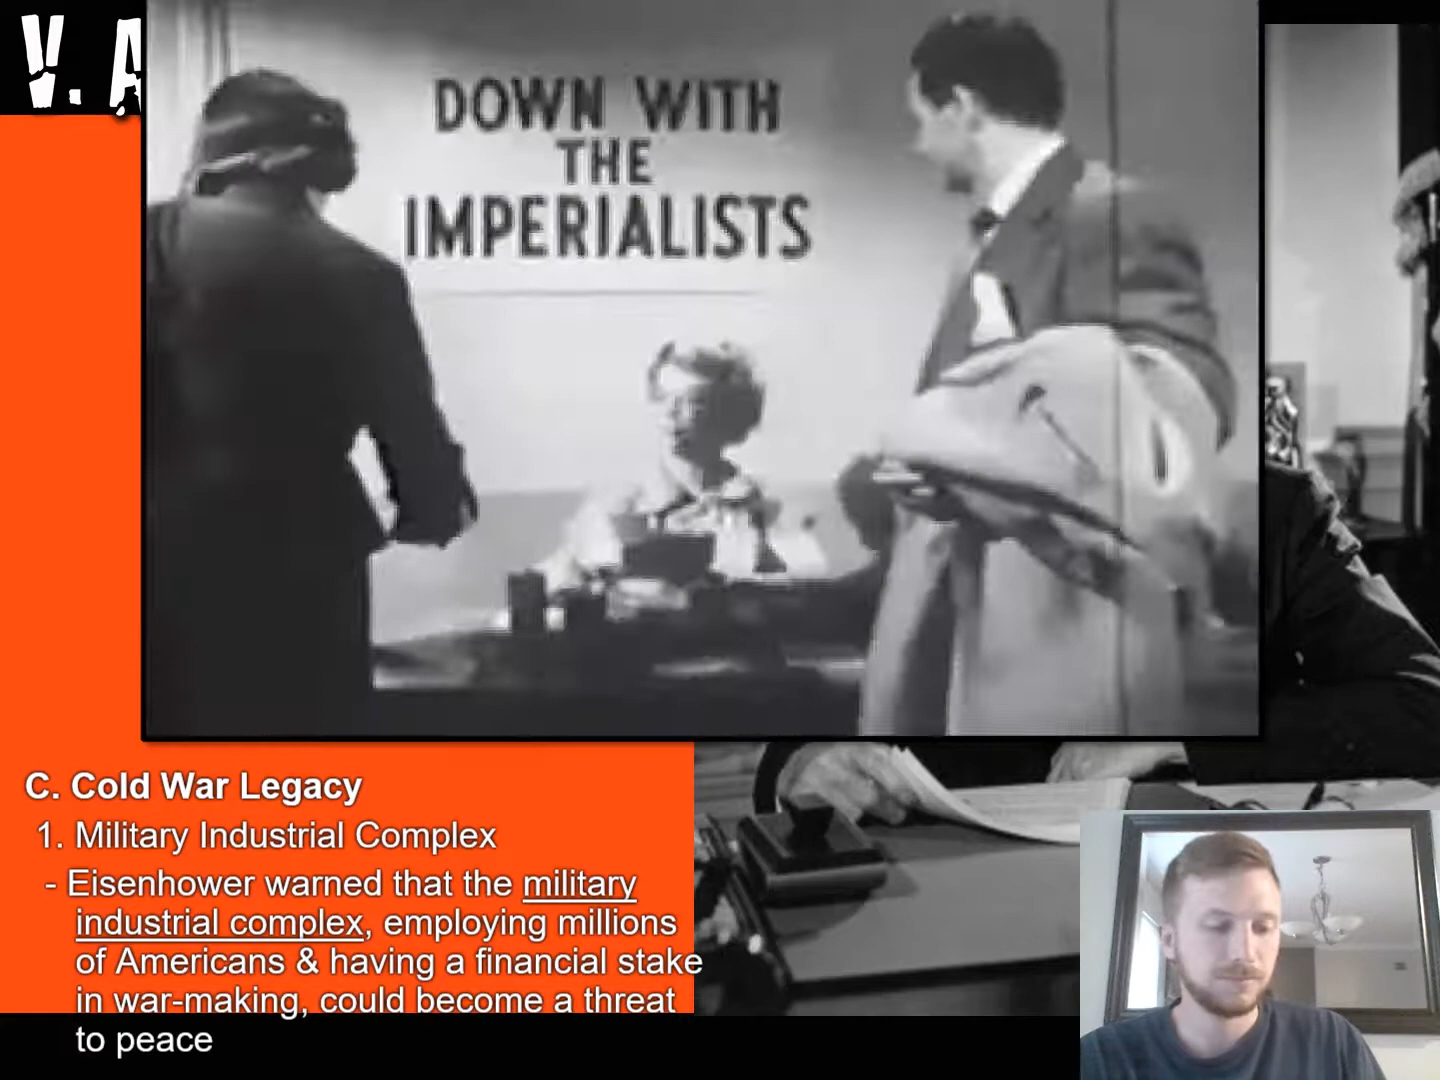 V. A
DOWN WITH
THE
IMPERIALISTS
C. Cold War Legacy
1. Military Industrial Complex
- Eisenhower warned that the military
industrial complex, employing millions
of Americans & having a financial stake
in war-making, could become a threat
to peace